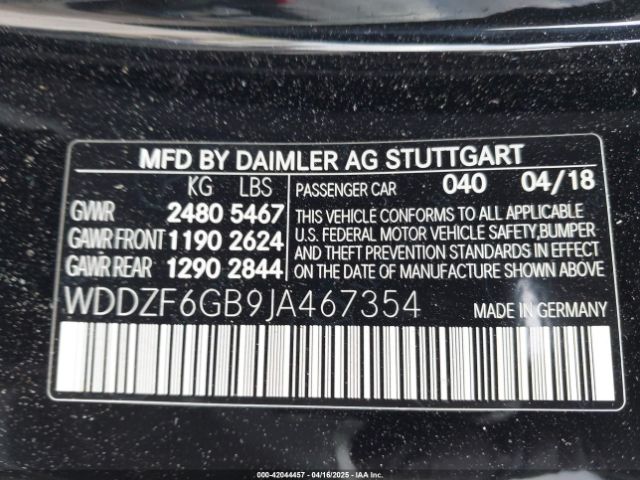 MFD BY DAIMLER AG STUTTGART
KG LBS
GVWR 2480 5467
GAWR FRONT 1190 2624
GAWR REAR 1290 2844
PASSENGER CAR 040 04/18
THIS VEHICLE CONFORMS TO ALL APPLICABLE
U.S. FEDERAL MOTOR VEHICLE SAFETY,BUMPER
AND THEFT PREVENTION STANDARDS IN EFFECT
ON THE DATE OF MANUFACTURE SHOWN ABOVE
WDDZF6GB9JA467354
MADE IN GERMANY
000-42044457 - 04/16/2025 - IAAI.COM